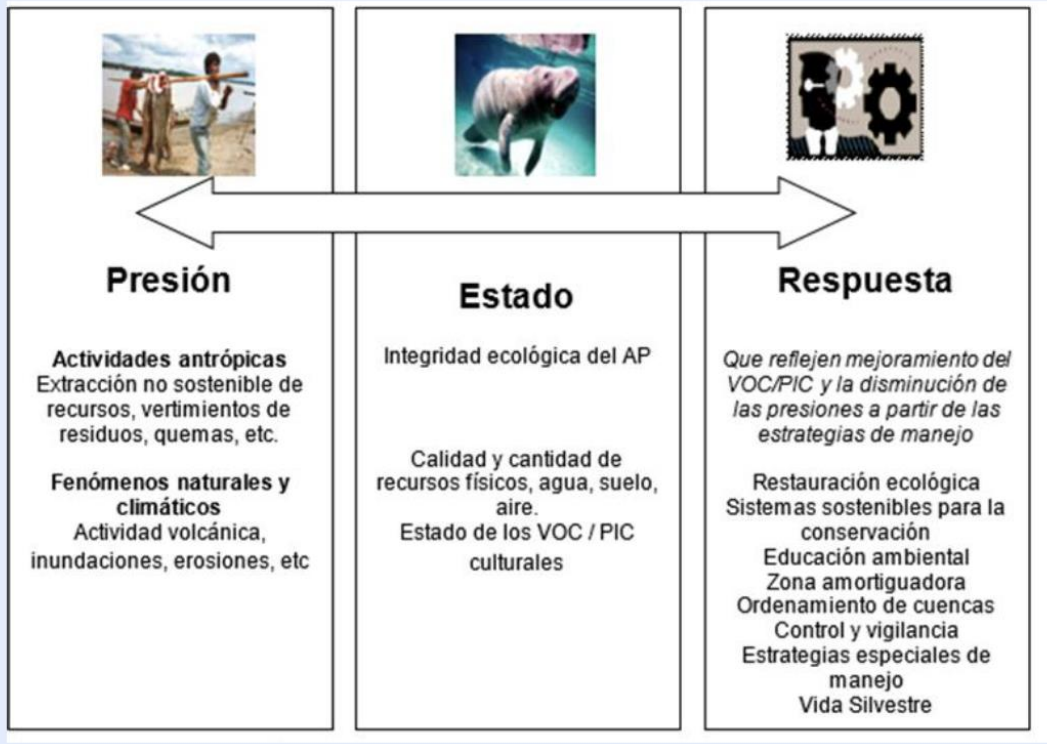 Presión
Actividades antrópicas
Extracción no sostenible de
recursos, vertimientos de
residuos, quemas, etc.
Fenómenos naturales y
climáticos
Actividad volcánica,
inundaciones, erosiones, etc
Estado
Integridad ecológica del AP
Calidad y cantidad de
recursos físicos, agua, suelo,
aire.
Estado de los VOC / PIC
culturales
Respuesta
Que reflejen mejoramiento del
VOC/PIC y la disminución de
las presiones a partir de las
estrategias de manejo
Restauración ecológica
Sistemas sostenibles para la
conservación
Educación ambiental
Zona amortiguadora
Ordenamiento de cuencas
Control y vigilancia
Estrategias especiales de
manejo
Vida Silvestre